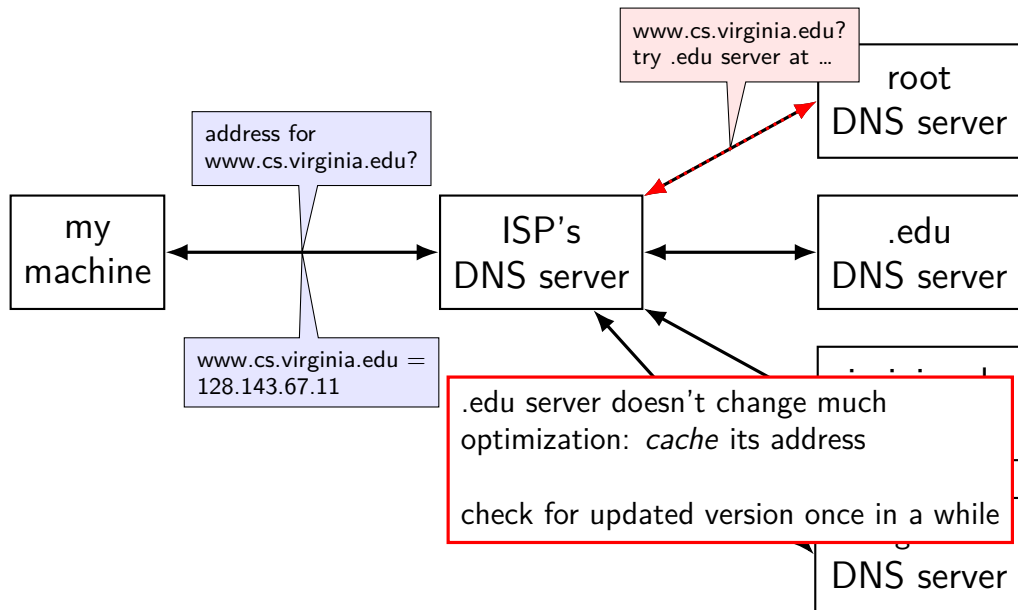 www.cs.virginia.edu?
try .edu server at …
root
DNS server
address for
www.cs.virginia.edu?
my
machine
ISP's
DNS server
.edu
DNS server
www.cs.virginia.edu =
128.143.67.11
.edu server doesn't change much
optimization: cache its address
check for updated version once in a while
DNS server